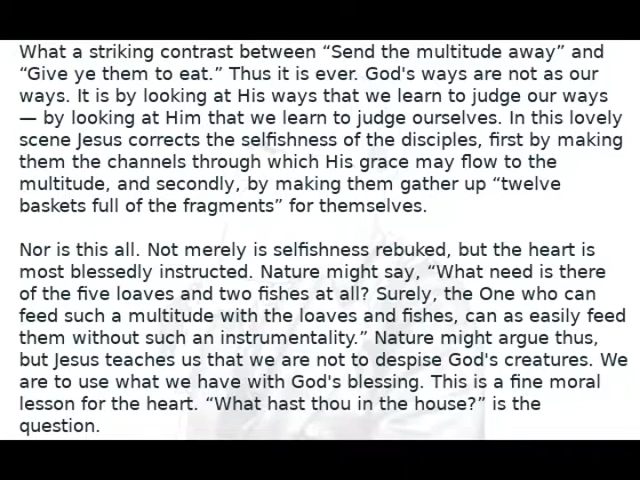 What a striking contrast between “Send the multitude away” and
“Give ye them to eat.” Thus it is ever. God's ways are not as our
ways. It is by looking at His ways that we learn to judge our ways
— by looking at Him that we learn to judge ourselves. In this lovely
scene Jesus corrects the selfishness of the disciples, first by making
them the channels through which His grace may flow to the
multitude, and secondly, by making them gather up “twelve
baskets full of the fragments” for themselves.

Nor is this all. Not merely is selfishness rebuked, but the heart is
most blessedly instructed. Nature might say, “What need is there
of the five loaves and two fishes at all? Surely, the One who can
feed such a multitude with the loaves and fishes, can as easily feed
them without such an instrumentality.” Nature might argue thus,
but Jesus teaches us that we are not to despise God's creatures. We
are to use what we have with God's blessing. This is a fine moral
lesson for the heart. “What hast thou in the house?” is the
question.